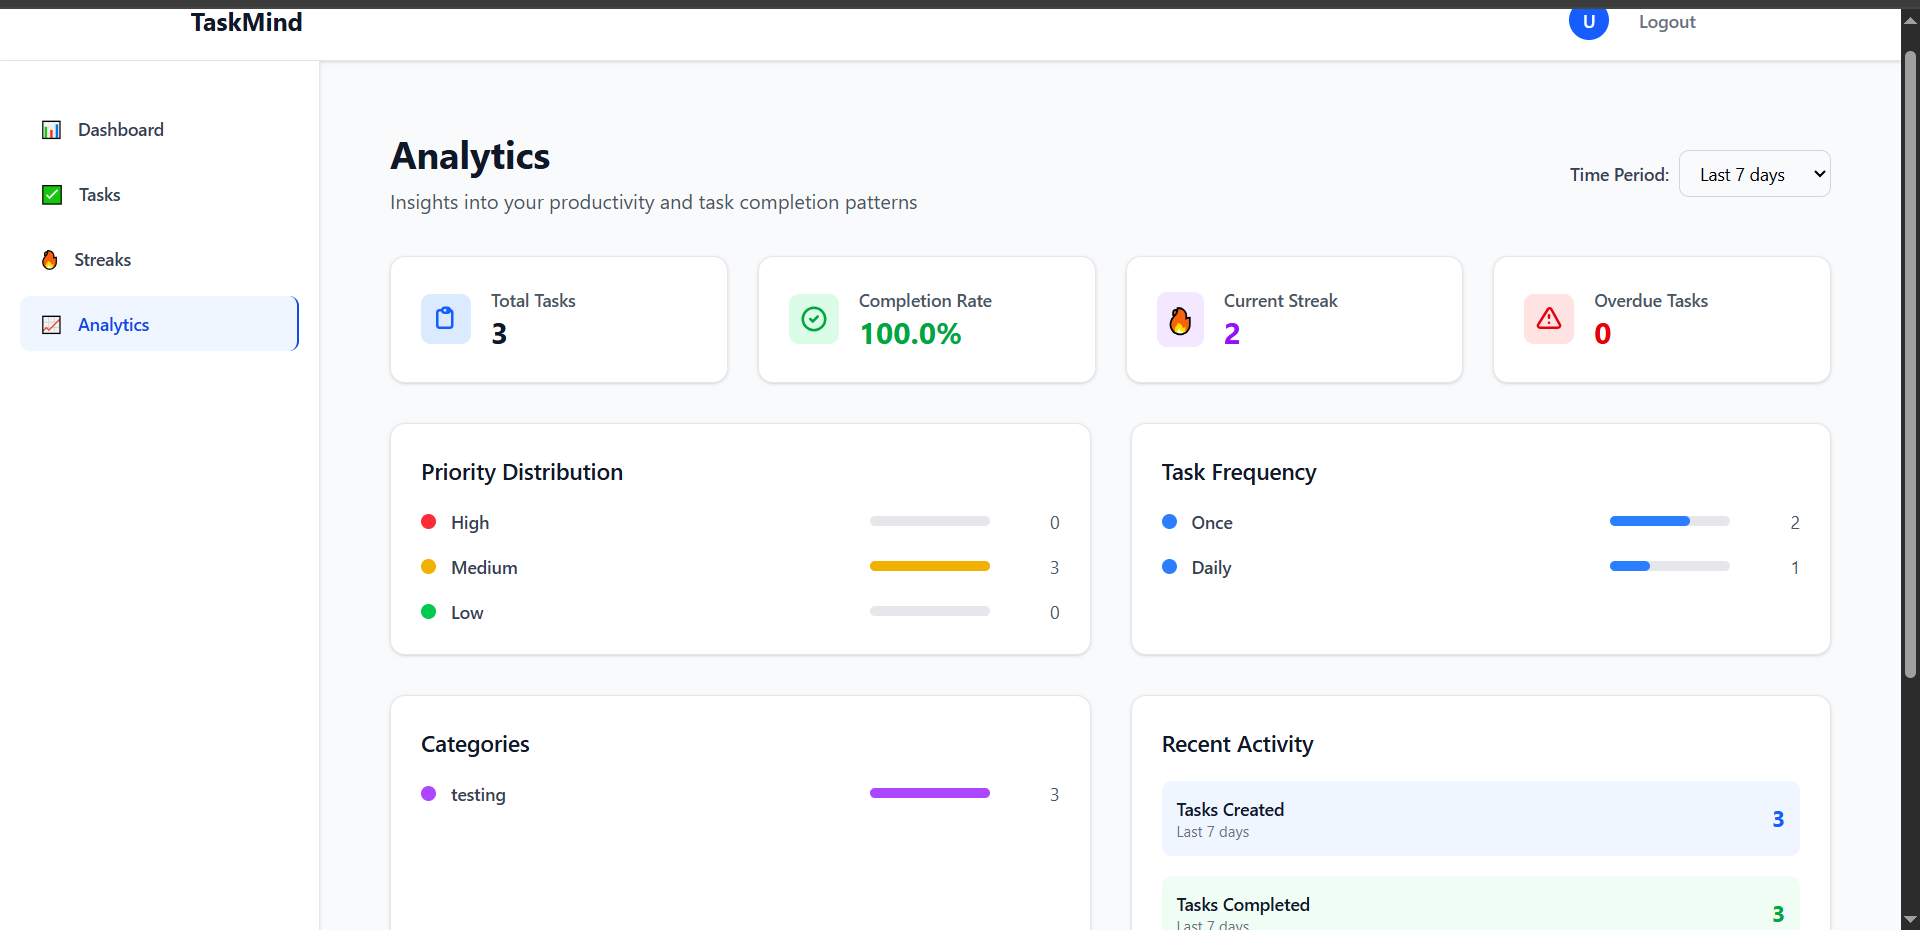 TaskMind
U
Logout
Dashboard
Tasks
Streaks
Analytics
Analytics
Insights into your productivity and task completion patterns
Time Period:
Last 7 days
Total Tasks
3
Completion Rate
100.0%
Current Streak
2
Overdue Tasks
0
Priority Distribution
High 0
Medium 3
Low 0
Task Frequency
Once 2
Daily 1
Categories
testing 3
Recent Activity
Tasks Created
Last 7 days
3
Tasks Completed
Last 7 days
3